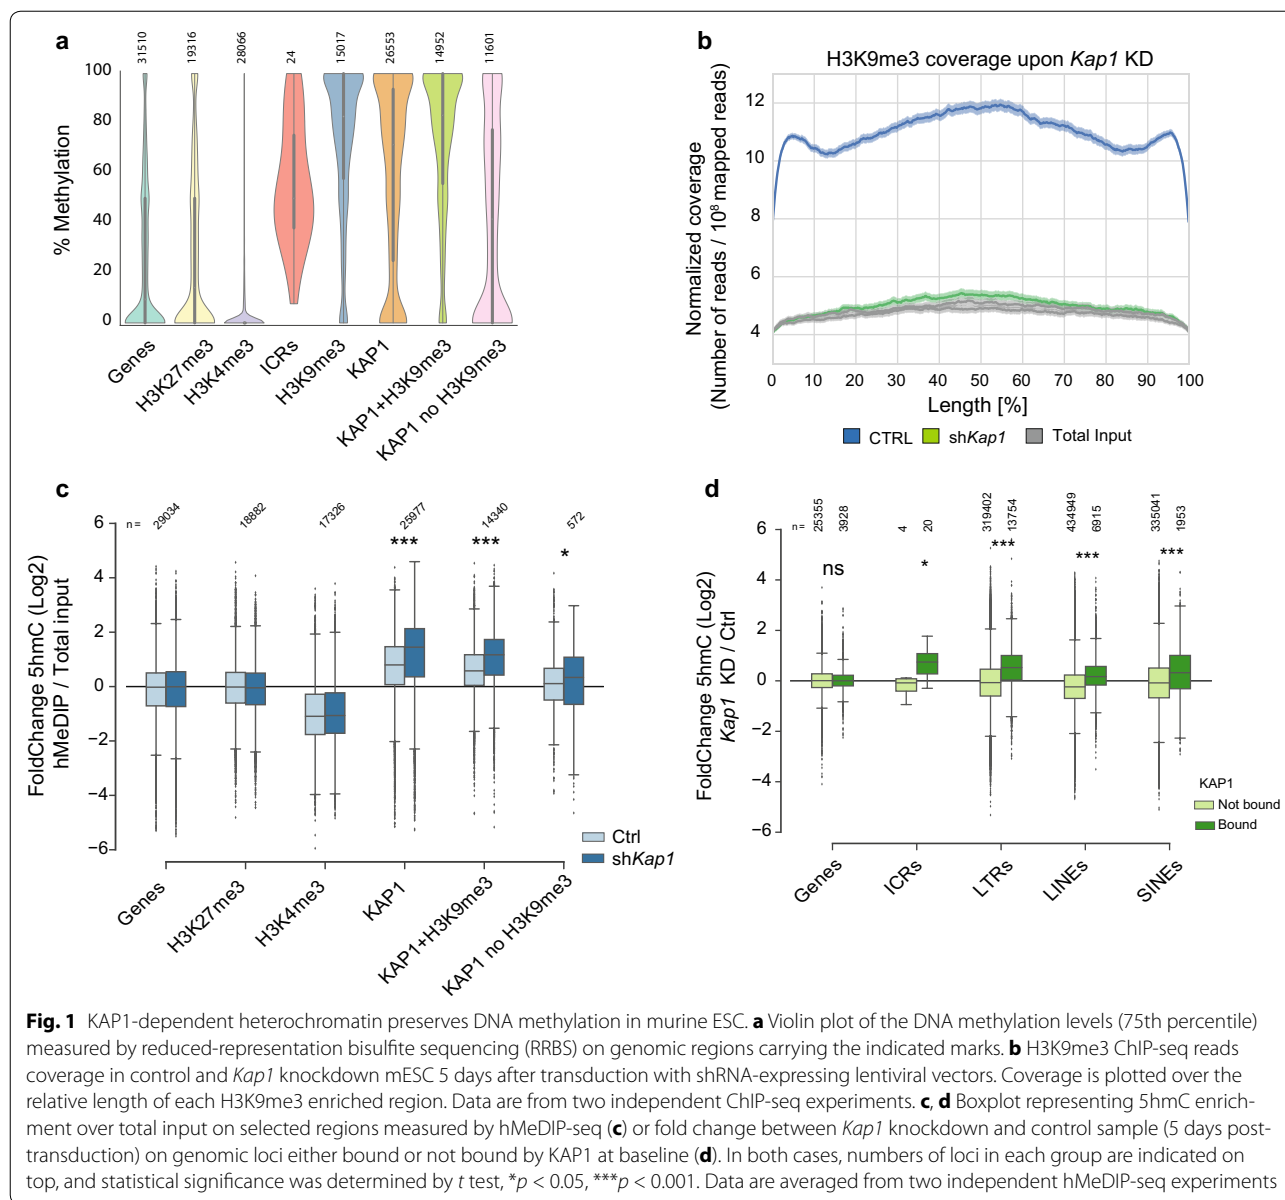 a
31510
19316
28066
24
15017
26553
14952
11601
100
80
60
40
20
0
% Methylation
Genes
H3K27me3
H3K4me3
ICRs
H3K9me3
KAP1
KAP1+H3K9me3
KAP1 no H3K9me3
b
H3K9me3 coverage upon Kap1 KD
Normalized coverage
(Number of reads / 10⁸ mapped reads)
12
10
8
6
4
0 10 20 30 40 50 60 70 80 90 100
Length [%]
CTRL shKap1 Total Input
c
n = 29034 18882 17326 25977 14340 572
*** *** *
6
4
2
0
−2
−4
−6
FoldChange 5hmC (Log2)
hMeDIP / Total input
Ctrl
shKap1
Genes
H3K27me3
H3K4me3
KAP1
KAP1+H3K9me3
KAP1 no H3K9me3
d
n = 25355 3928 4 20 319402 13754 434949 6915 335041 1953
ns * *** *** ***
6
4
2
0
−2
−4
−6
FoldChange 5hmC (Log2)
Kap1 KD / Ctrl
KAP1
Not bound
Bound
Genes
ICRs
LTRs
LINEs
SINEs
Fig. 1 KAP1-dependent heterochromatin preserves DNA methylation in murine ESC. a Violin plot of the DNA methylation levels (75th percentile)
measured by reduced-representation bisulfite sequencing (RRBS) on genomic regions carrying the indicated marks. b H3K9me3 ChIP-seq reads
coverage in control and Kap1 knockdown mESC 5 days after transduction with shRNA-expressing lentiviral vectors. Coverage is plotted over the
relative length of each H3K9me3 enriched region. Data are from two independent ChIP-seq experiments. c, d Boxplot representing 5hmC enrich-
ment over total input on selected regions measured by hMeDIP-seq (c) or fold change between Kap1 knockdown and control sample (5 days post-
transduction) on genomic loci either bound or not bound by KAP1 at baseline (d). In both cases, numbers of loci in each group are indicated on
top, and statistical significance was determined by t test, *p < 0.05, ***p < 0.001. Data are averaged from two independent hMeDIP-seq experiments